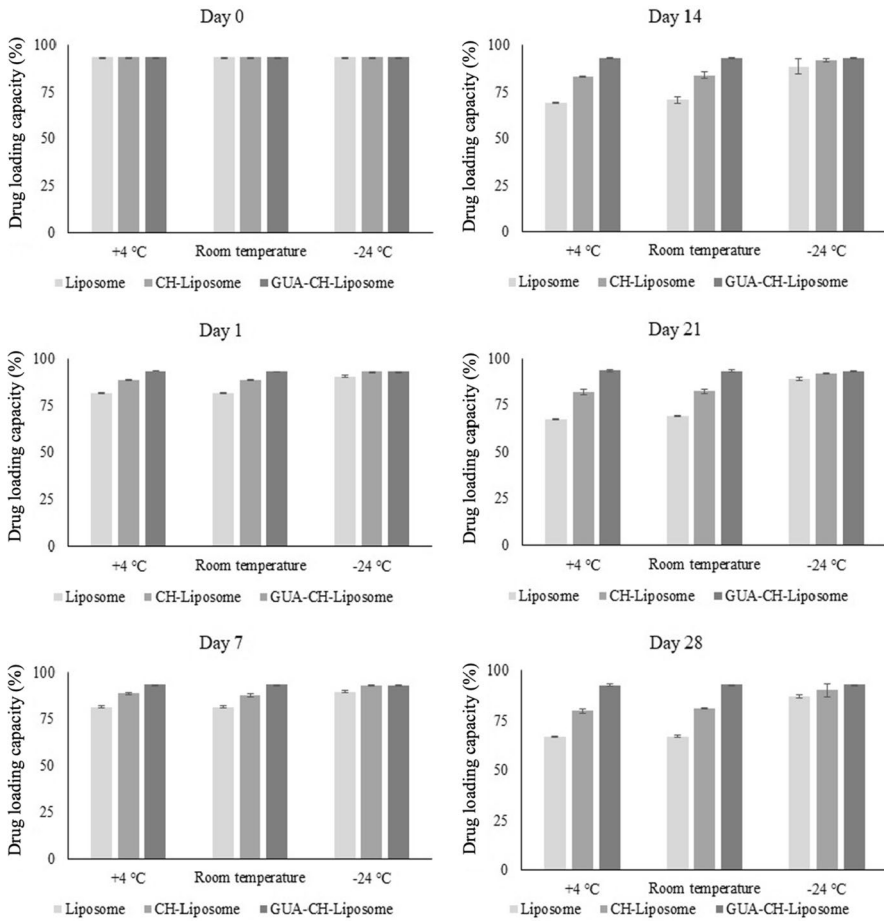 Day 0
Drug loading capacity (%)
100
75
50
25
0
+4 °C Room temperature -24 °C
Liposome CH-Liposome GUA-CH-Liposome
Day 14
Drug loading capacity (%)
100
75
50
25
0
+4 °C Room temperature -24 °C
Liposome CH-Liposome GUA-CH-Liposome
Day 1
Drug loading capacity (%)
100
75
50
25
0
+4 °C Room temperature -24 °C
Liposome CH-Liposome GUA-CH-Liposome
Day 21
Drug loading capacity (%)
100
75
50
25
0
+4 °C Room temperature -24 °C
Liposome CH-Liposome GUA-CH-Liposome
Day 7
Drug loading capacity (%)
100
75
50
25
0
+4 °C Room temperature -24 °C
Liposome CH-Liposome GUA-CH-Liposome
Day 28
Drug loading capacity (%)
100
75
50
25
0
+4 °C Room temperature -24 °C
Liposome CH-Liposome GUA-CH-Liposome